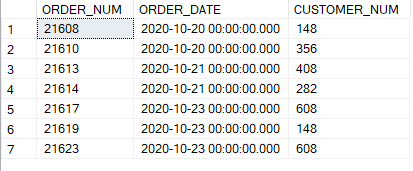 ORDER_NUM ORDER_DATE CUSTOMER_NUM
1 21608 2020-10-20 00:00:00.000 148
2 21610 2020-10-20 00:00:00.000 356
3 21613 2020-10-21 00:00:00.000 408
4 21614 2020-10-21 00:00:00.000 282
5 21617 2020-10-23 00:00:00.000 608
6 21619 2020-10-23 00:00:00.000 148
7 21623 2020-10-23 00:00:00.000 608